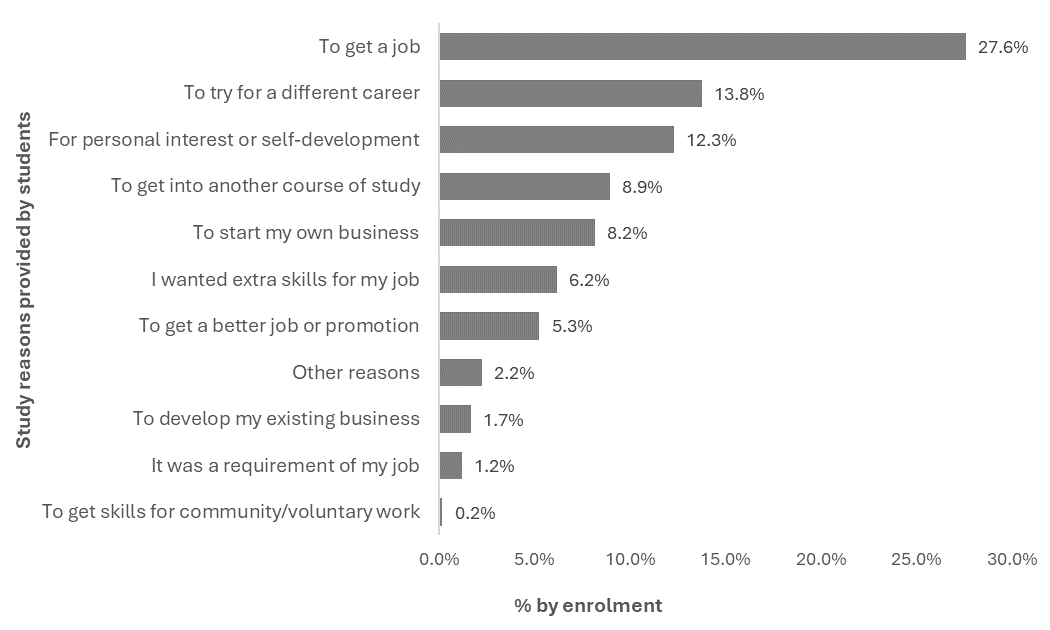 Study reasons provided by students
To get a job 27.6%
To try for a different career 13.8%
For personal interest or self-development 12.3%
To get into another course of study 8.9%
To start my own business 8.2%
I wanted extra skills for my job 6.2%
To get a better job or promotion 5.3%
Other reasons 2.2%
To develop my existing business 1.7%
It was a requirement of my job 1.2%
To get skills for community/voluntary work 0.2%
0.0% 5.0% 10.0% 15.0% 20.0% 25.0% 30.0%
% by enrolment